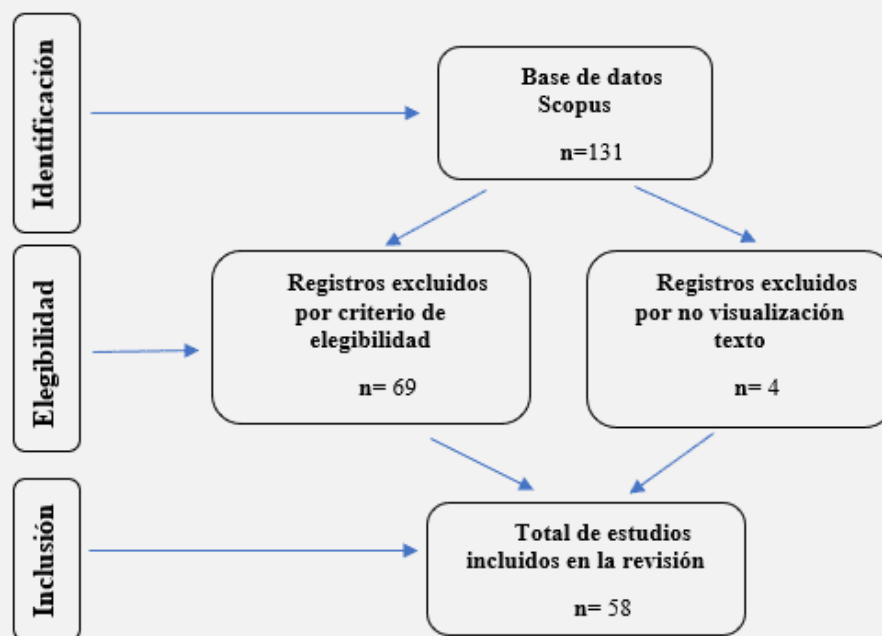 Identificación
Base de datos
Scopus
n=131
Elegibilidad
Registros excluidos
por criterio de
elegibilidad
n= 69
Registros excluidos
por no visualización
texto
n= 4
Inclusión
Total de estudios
incluidos en la revisión
n= 58